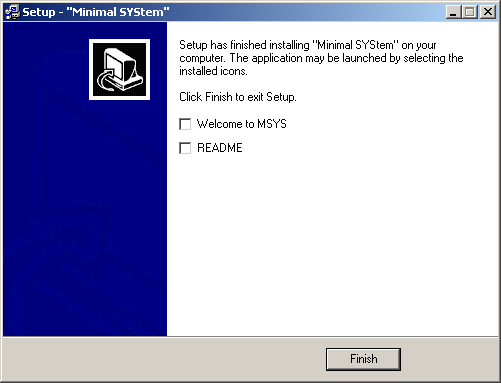 Setup - "Minimal SYStem"
Setup has finished installing "Minimal SYStem" on your
computer. The application may be launched by selecting the
installed icons.
Click Finish to exit Setup.
Welcome to MSYS
README
Finish